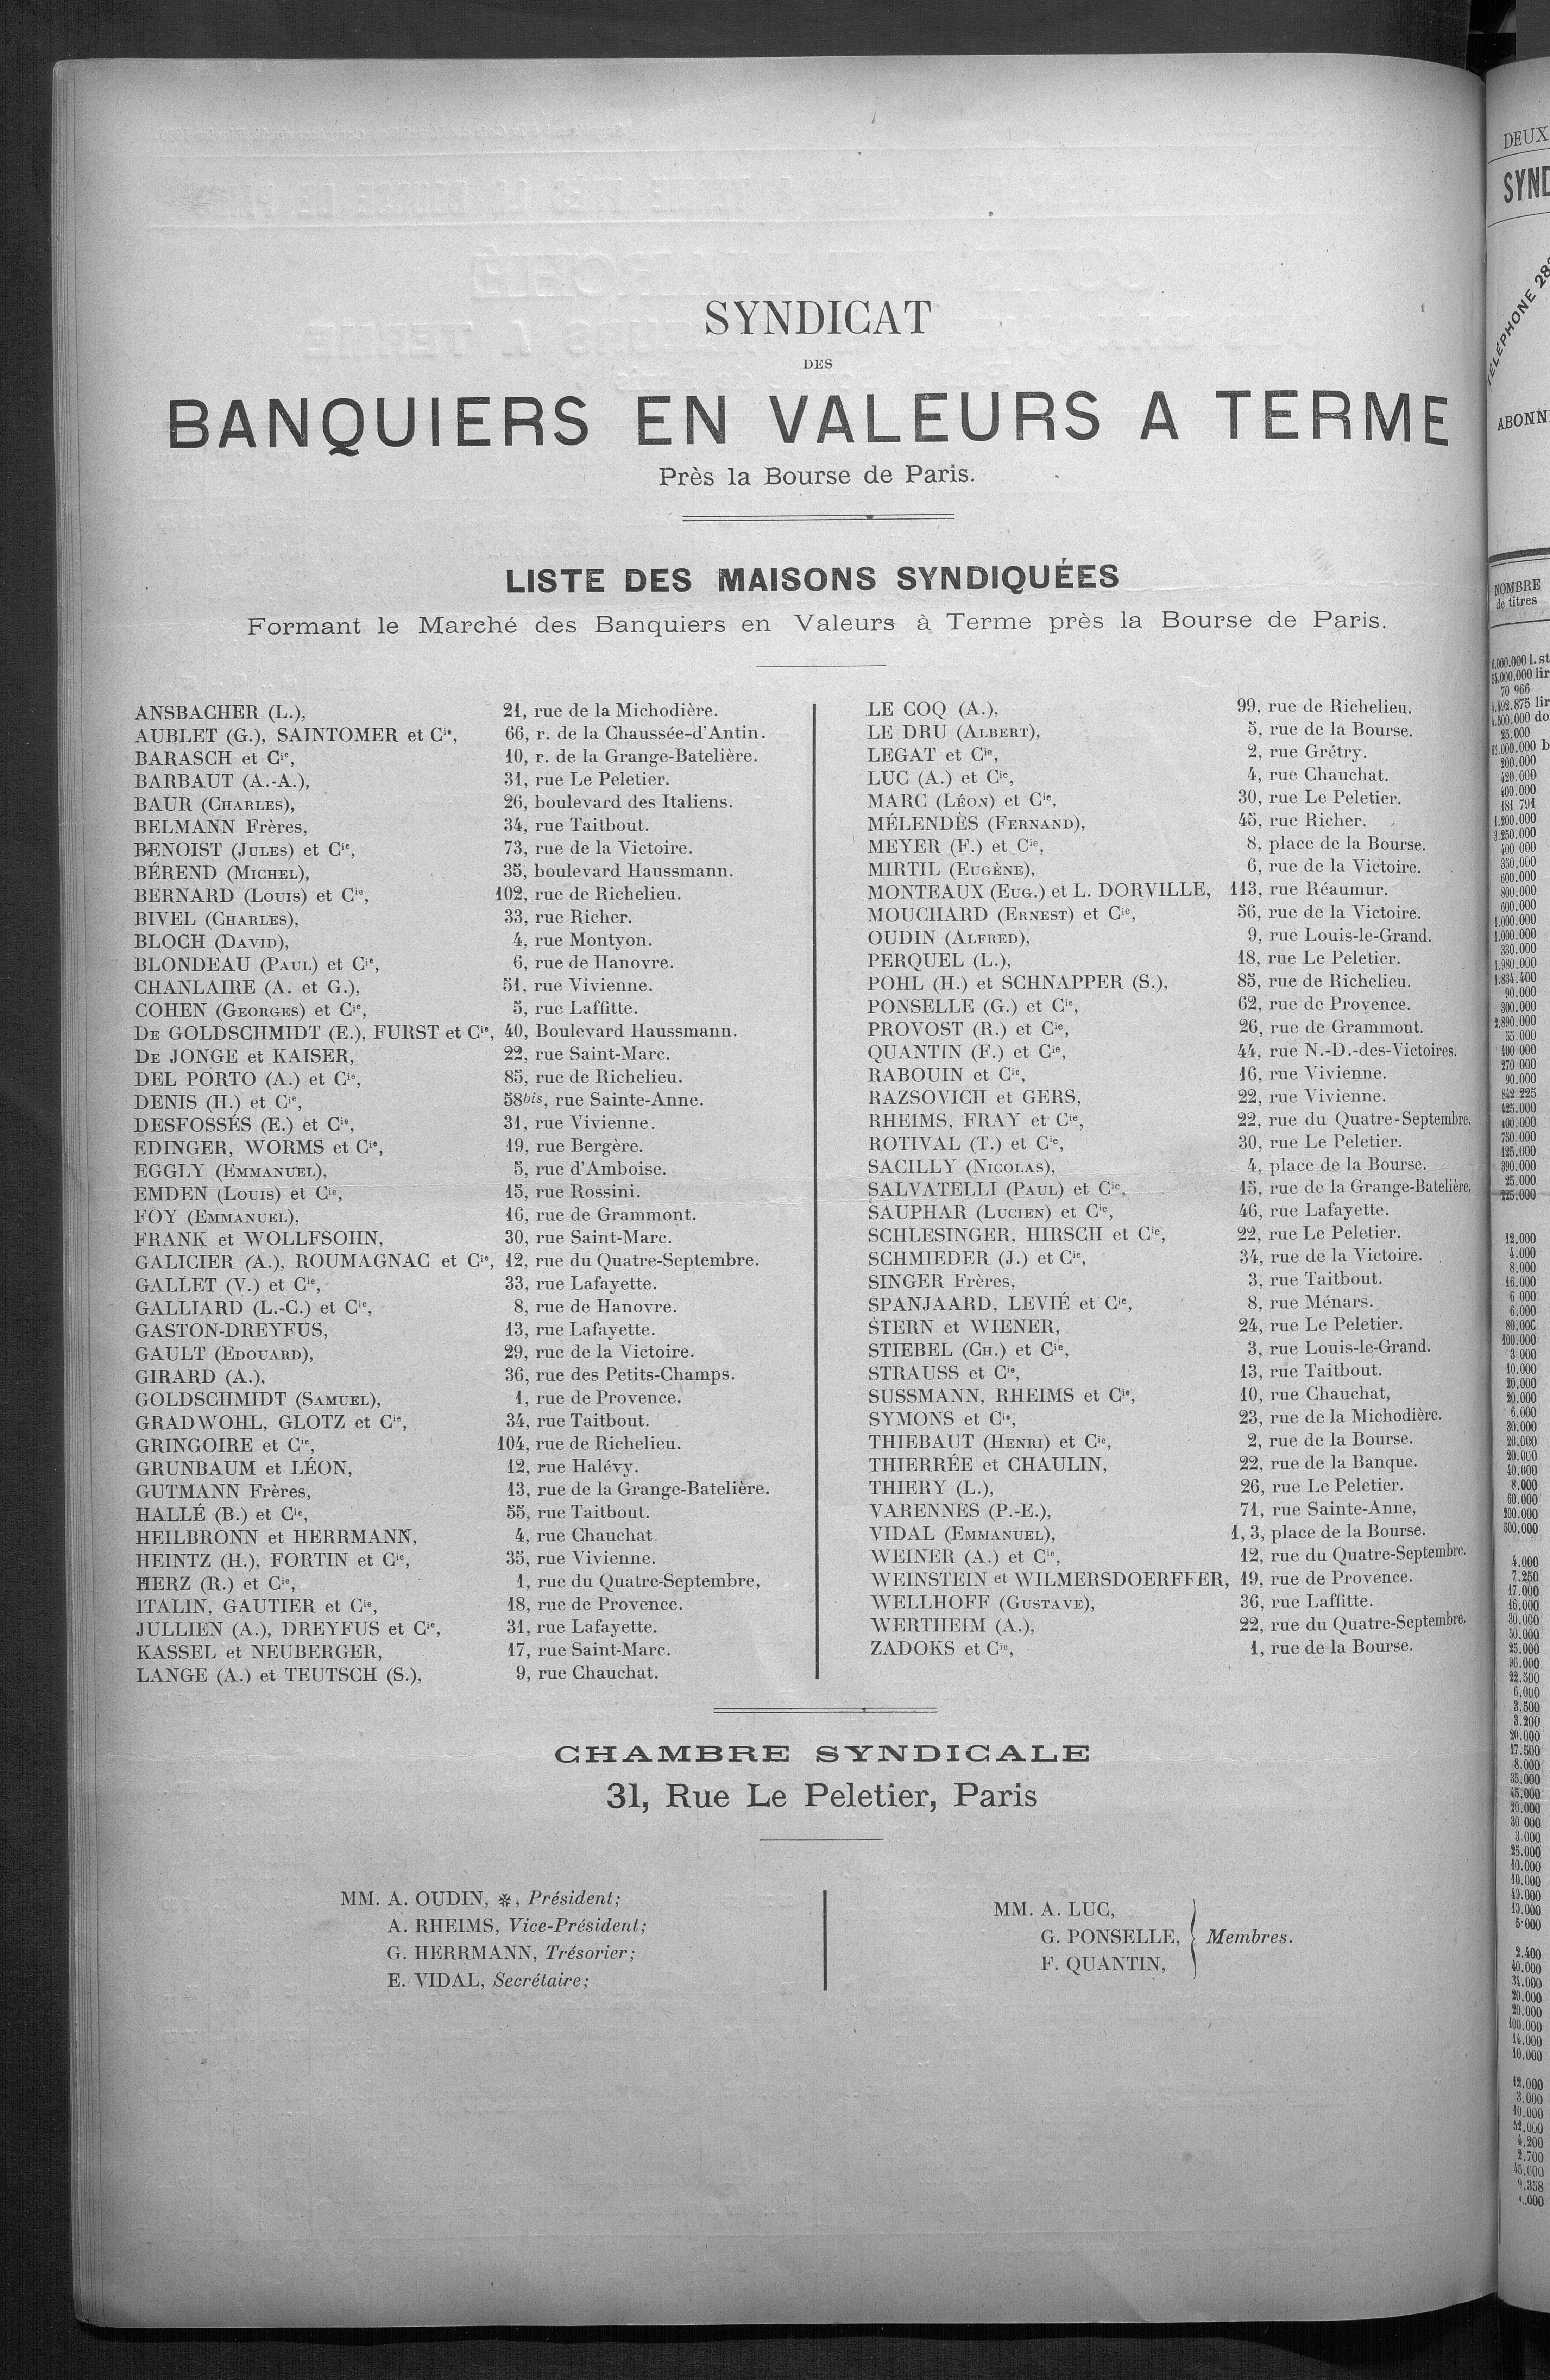 SYNDICAT
DES
BANQUIERS EN VALEURS A TERME
Près la Bourse de Paris.
LISTE DES MAISONS SYNDIQUÉES
Formant le Marché des Banquiers en Valeurs à Terme près la Bourse de Paris.
ANSBACHER (L.), 21, rue de la Michodière.
AUBLET (G.), SAINTOMER et Cie, 66, r. de la Chaussée-d'Antin.
BARASCH et Cie, 10, r. de la Grange-Batelière.
BARBAUT (A.-A.), 31, rue Le Peletier.
BAUR (CHARLES), 26, boulevard des Italiens.
BELMANN Frères, 34, rue Taitbout.
BENOIST (JULES) et Cie, 73, rue de la Victoire.
BÉREND (MICHEL), 35, boulevard Haussmann.
BERNARD (LOUIS) et Cie, 102, rue de Richelieu.
BIVEL (CHARLES), 33, rue Richer.
BLOCH (DAVID), 4, rue Montyon.
BLONDEAU (PAUL) et Cie, 6, rue de Hanovre.
CHANLAIRE (A. et G.), 51, rue Vivienne.
COHEN (GEORGES) et Cie, 5, rue Laffitte.
DE GOLDSCHMIDT (E.), FURST et Cie, 40, Boulevard Haussmann.
DE JONGE et KAISER, 22, rue Saint-Marc.
DEL PORTO (A.) et Cie, 85, rue de Richelieu.
DENIS (H.) et Cie, 58bis, rue Sainte-Anne.
DESFOSSÉS (E.) et Cie, 31, rue Vivienne.
EDINGER, WORMS et Cie, 19, rue Bergère.
EGGLY (EMMANUEL), 5, rue d'Amboise.
EMDEN (LOUIS) et Cie, 15, rue Rossini.
FOY (EMMANUEL), 16, rue de Grammont.
FRANK et WOLLFSOHN, 30, rue Saint-Marc.
GALICIER (A.), ROUMAGNAC et Cie, 12, rue du Quatre-Septembre.
GALLET (V.) et Cie, 33, rue Lafayette.
GALLIARD (L.-C.) et Cie, 8, rue de Hanovre.
GASTON-DREYFUS, 13, rue Lafayette.
GAULT (EDOUARD), 29, rue de la Victoire.
GIRARD (A.), 36, rue des Petits-Champs.
GOLDSCHMIDT (SAMUEL), 1, rue de Provence.
GRADWOHL, GLOTZ et Cie, 34, rue Taitbout.
GRINGOIRE et Cie, 104, rue de Richelieu.
GRUNBAUM et LÉON, 12, rue Halévy.
GUTMANN Frères, 13, rue de la Grange-Batelière.
HALLÉ (B.) et Cie, 55, rue Taitbout.
HEILBRONN et HERRMANN, 4, rue Chauchat.
HEINTZ (H.), FORTIN et Cie, 35, rue Vivienne.
HERZ (R.) et Cie, 1, rue du Quatre-Septembre,
ITALIN, GAUTIER et Cie, 18, rue de Provence.
JULLIEN (A.), DREYFUS et Cie, 31, rue Lafayette.
KASSEL et NEUBERGER, 17, rue Saint-Marc.
LANGE (A.) et TEUTSCH (S.), 9, rue Chauchat.
LE COQ (A.), 99, rue de Richelieu.
LE DRU (ALBERT), 5, rue de la Bourse.
LEGAT et Cie, 2, rue Grétry.
LUC (A.) et Cie, 4, rue Chauchat.
MARC (LÉON) et Cie, 30, rue Le Peletier.
MÉLENDÈS (FERNAND), 45, rue Richer.
MEYER (F.) et Cie, 8, place de la Bourse.
MIRTIL (EUGÈNE), 6, rue de la Victoire.
MONTEAUX (EUG.) et L. DORVILLE, 113, rue Réaumur.
MOUCHARD (ERNEST) et Cie, 56, rue de la Victoire.
OUDIN (ALFRED), 9, rue Louis-le-Grand.
PERQUEL (L.), 18, rue Le Peletier.
POHL (H.) et SCHNAPPER (S.), 85, rue de Richelieu.
PONSELLE (G.) et Cie, 62, rue de Provence.
PROVOST (R.) et Cie, 26, rue de Grammont.
QUANTIN (F.) et Cie, 44, rue N.-D.-des-Victoires.
RABOUIN et Cie, 16, rue Vivienne.
RAZSOVICH et GERS, 22, rue Vivienne.
RHEIMS, FRAY et Cie, 22, rue du Quatre-Septembre.
ROTIVAL (T.) et Cie, 30, rue Le Peletier.
SACILLY (NICOLAS), 4, place de la Bourse.
SALVATELLI (PAUL) et Cie, 15, rue de la Grange-Batelière.
SAUPHAR (LUCIEN) et Cie, 46, rue Lafayette.
SCHLESINGER, HIRSCH et Cie, 22, rue Le Peletier.
SCHMIEDER (J.) et Cie, 34, rue de la Victoire.
SINGER Frères, 3, rue Taitbout.
SPANJAARD, LEVIÉ et Cie, 8, rue Ménars.
STERN et WIENER, 24, rue Le Peletier.
STIEBEL (CH.) et Cie, 3, rue Louis-le-Grand.
STRAUSS et Cie, 13, rue Taitbout.
SUSSMANN, RHEIMS et Cie, 10, rue Chauchat,
SYMONS et Cie, 23, rue de la Michodière.
THIEBAUT (HENRI) et Cie, 2, rue de la Bourse.
THIERRÉE et CHAULIN, 22, rue de la Banque.
THIERY (L.), 26, rue Le Peletier.
VARENNES (P.-E.), 71, rue Sainte-Anne,
VIDAL (EMMANUEL), 1, 3, place de la Bourse.
WEINER (A.) et Cie, 12, rue du Quatre-Septembre.
WEINSTEIN et WILMERSDOERFFER, 19, rue de Provence.
WELLHOFF (GUSTAVE), 36, rue Laffitte.
WERTHEIM (A.), 22, rue du Quatre-Septembre.
ZADOKS et Cie, 1, rue de la Bourse.
CHAMBRE SYNDICALE
31, Rue Le Peletier, Paris
MM. A. OUDIN, ✻, Président;
A. RHEIMS, Vice-Président;
G. HERRMANN, Trésorier;
E. VIDAL, Secrétaire;
MM. A. LUC,
G. PONSELLE, Membres.
F. QUANTIN,
DEUX
SYND
TÉLÉPHONE 28
ABONN
NOMBRE
de titres